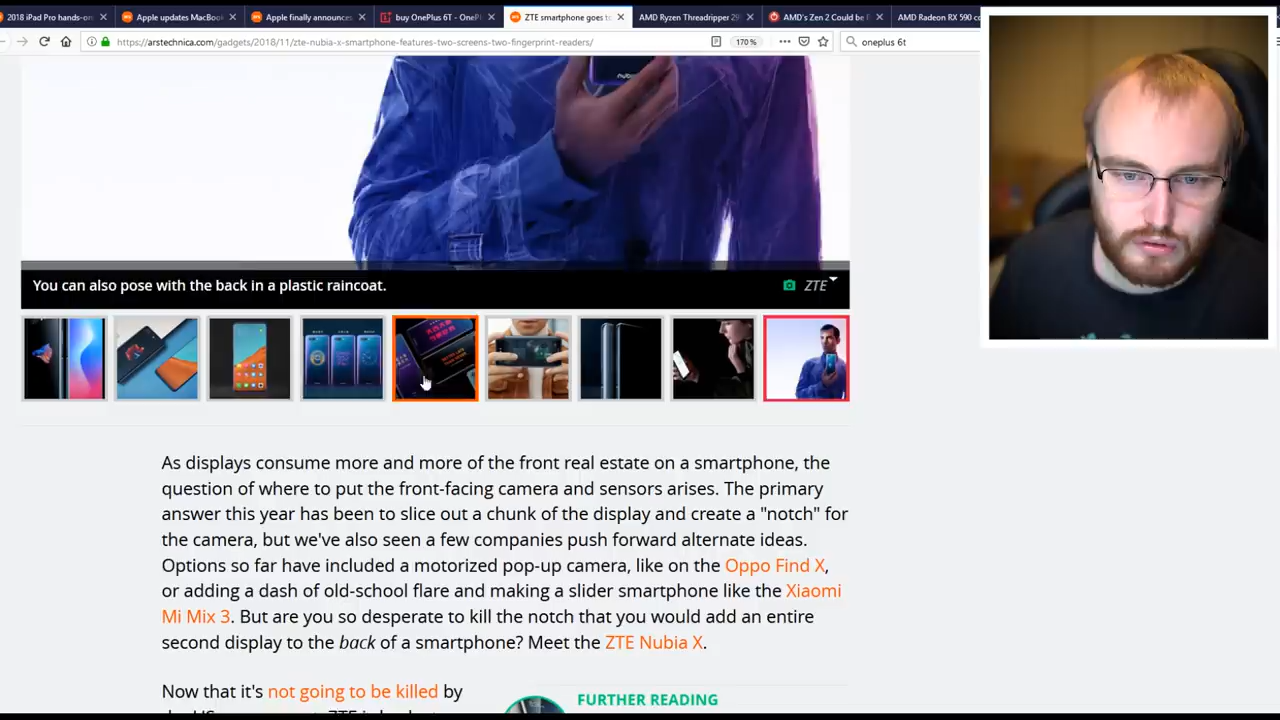 2018 iPad Pro hands-on
Apple updates MacBook
Apple finally announces
buy OnePlus 6T - OneP
ZTE smartphone goes to
AMD Ryzen Threadripper 29
AMD's Zen 2 Could
AMD Radeon RX 590 co
https://arstechnica.com/gadgets/2018/11/zte-nubia-x-smartphone-features-two-screens-two-fingerprint-readers/
170%
oneplus 6t
nubia
You can also pose with the back in a plastic raincoat.
ZTE
As displays consume more and more of the front real estate on a smartphone, the
question of where to put the front-facing camera and sensors arises. The primary
answer this year has been to slice out a chunk of the display and create a "notch" for
the camera, but we've also seen a few companies push forward alternate ideas.
Options so far have included a motorized pop-up camera, like on the Oppo Find X,
or adding a dash of old-school flare and making a slider smartphone like the Xiaomi
Mi Mix 3. But are you so desperate to kill the notch that you would add an entire
second display to the back of a smartphone? Meet the ZTE Nubia X.
Now that it's not going to be killed by
FURTHER READING